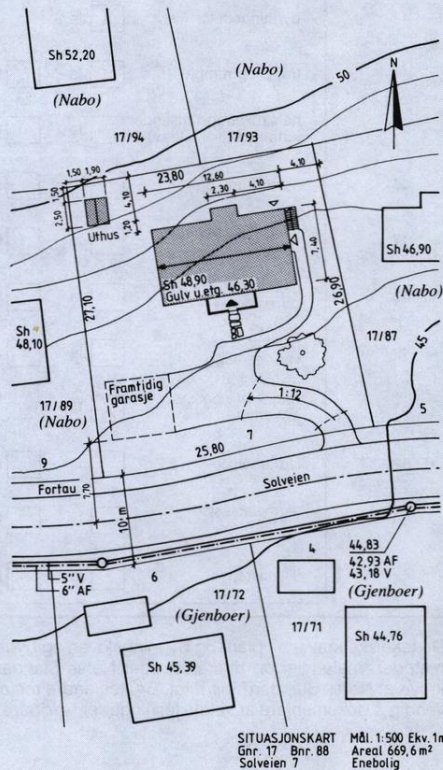 Sh 52,20
(Nabo)
(Nabo)
50
N
17/94
17/93
1,50 1,90
23,80
12,60
4,10
4,10
2,30
4,10
1,50
2,50
1,20
Uthus
7,40
Sh 48,90
Gulv u.etg. 46,30
26,90
Sh 46,90
(Nabo)
27,10
Sh
48,10
17/87
45
Framtidig
garasje
1:12
17/89
(Nabo)
5
25,80
7
9
Fortau
7,70
10 m
Solveien
5" V
6" AF
6
4
44,83
42,93 AF
43,18 V
17/72
(Gjenboer)
(Gjenboer)
17/71
Sh 45,39
Sh 44,76
SITUASJONSKART Mål. 1:500 Ekv. 1m
Gnr. 17 Bnr. 88 Areal 669,6 m²
Solveien 7 Enebolig